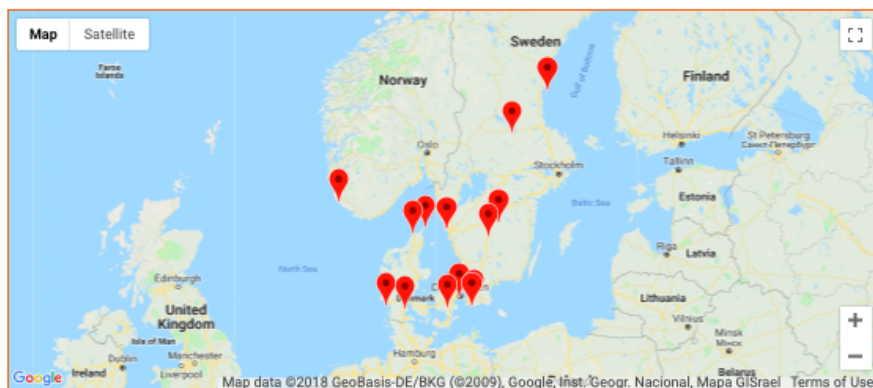 Map Satellite
Sweden
Faroe
Islands
Norway
Finland
Gulf of Bothnia
Oslo
Helsinki
St Petersburg
Санкт-Петербург
Stockholm
Tallinn
Estonia
Baltic Sea
Riga
Latvia
North Sea
Edinburgh
United
Kingdom
Isle of Man
Lithuania
Vilnius
Minsk
Мінск
Dublin
Manchester
Ireland
Liverpool
Hamburg
Belarus
Google
Map data ©2018 GeoBasis-DE/BKG (©2009), Google, Inst. Geogr. Nacional, Mapa GISrael Terms of Use